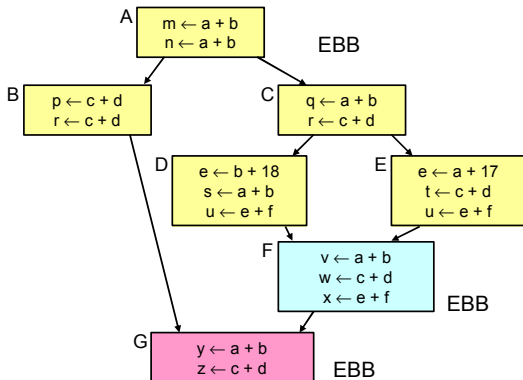 A
m ← a + b
n ← a + b
EBB
B
p ← c + d
r ← c + d
C
q ← a + b
r ← c + d
D
e ← b + 18
s ← a + b
u ← e + f
E
e ← a + 17
t ← c + d
u ← e + f
F
v ← a + b
w ← c + d
x ← e + f
EBB
G
y ← a + b
z ← c + d
EBB